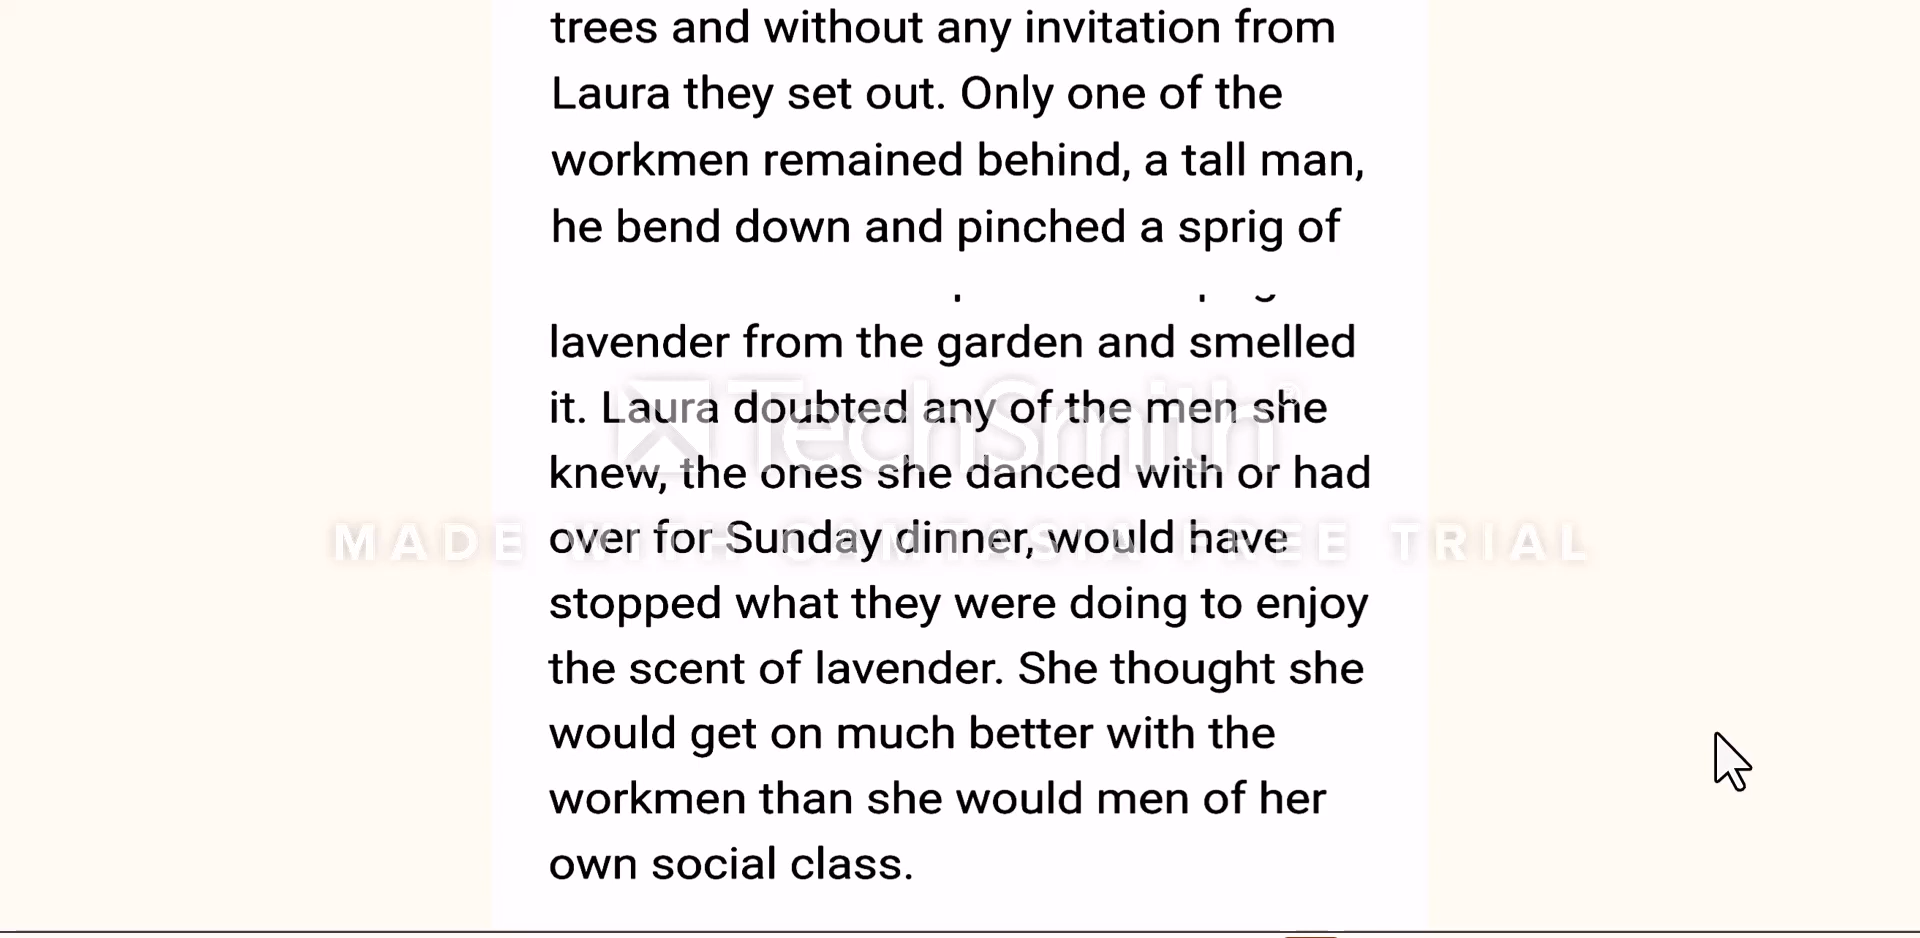 trees and without any invitation from
Laura they set out. Only one of the
workmen remained behind, a tall man,
he bend down and pinched a sprig of
lavender from the garden and smelled
it. Laura doubted any of the men she
TechSmith®
knew, the ones she danced with or had
over for Sunday dinner, would have
MADE WITH CAMTASIA FREE TRIAL
stopped what they were doing to enjoy
the scent of lavender. She thought she
would get on much better with the
workmen than she would men of her
own social class.